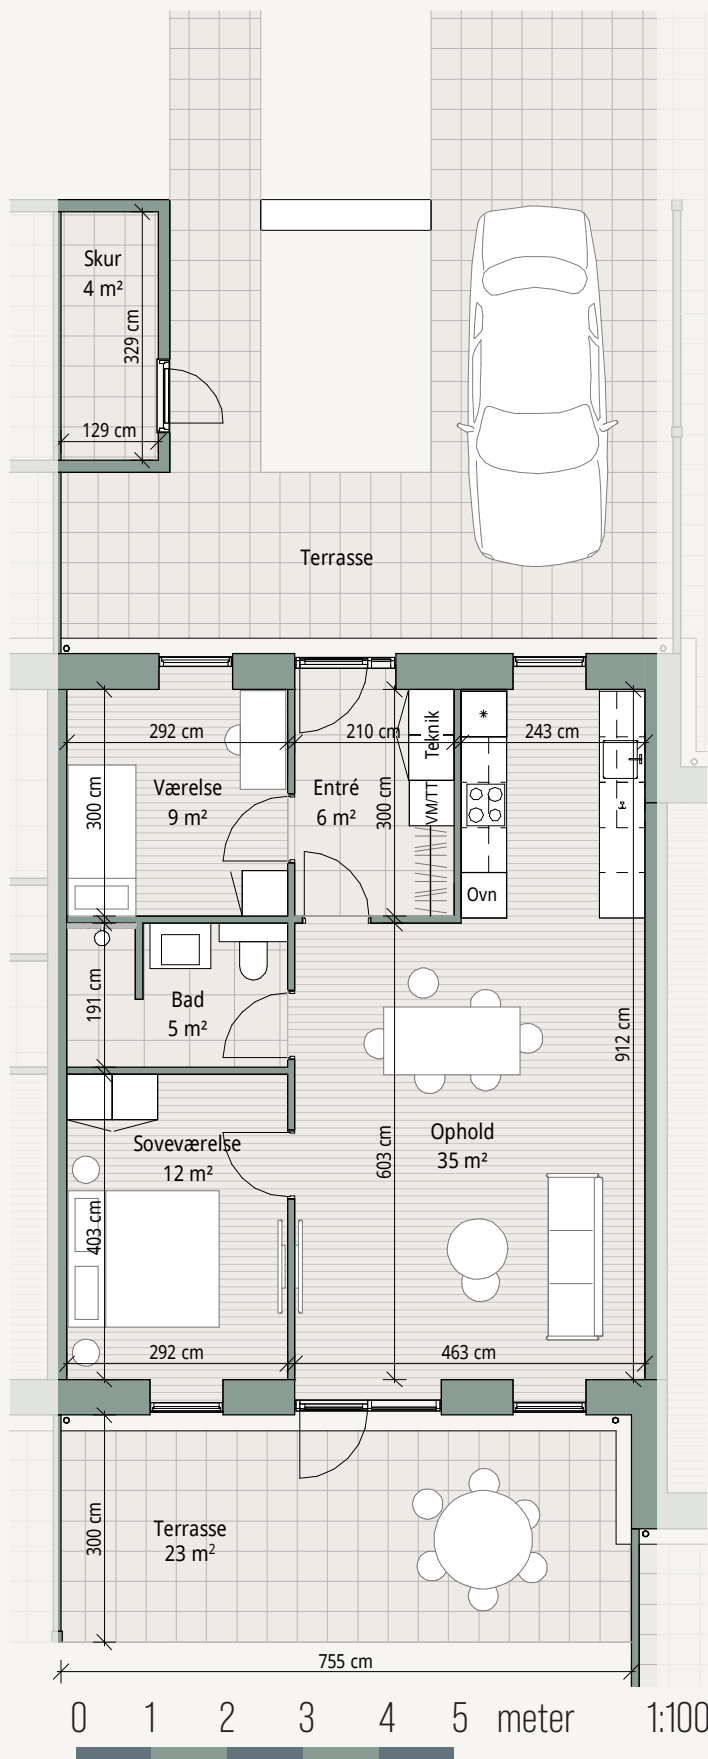 Skur
4 m²
329 cm
129 cm
Terrasse
292 cm
210 cm
Teknik
*
243 cm
Værelse
9 m²
300 cm
Entré
6 m²
300 cm
VM/TT
Ovn
Bad
5 m²
191 cm
912 cm
Soveværelse
12 m²
603 cm
Ophold
35 m²
403 cm
292 cm
463 cm
Terrasse
23 m²
300 cm
755 cm
0 1 2 3 4 5 meter 1:100